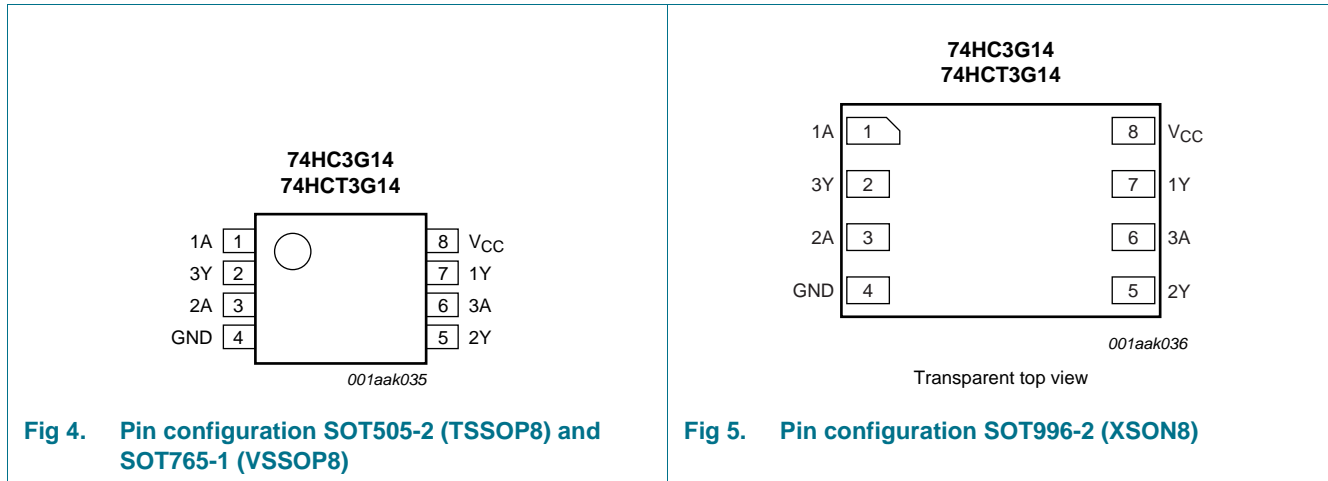 74HC3G14
74HCT3G14
1A 1 8 VCC
3Y 2 7 1Y
2A 3 6 3A
GND 4 5 2Y
001aak035
Fig 4. Pin configuration SOT505-2 (TSSOP8) and
SOT765-1 (VSSOP8)
74HC3G14
74HCT3G14
1A 1 8 VCC
3Y 2 7 1Y
2A 3 6 3A
GND 4 5 2Y
001aak036
Transparent top view
Fig 5. Pin configuration SOT996-2 (XSON8)